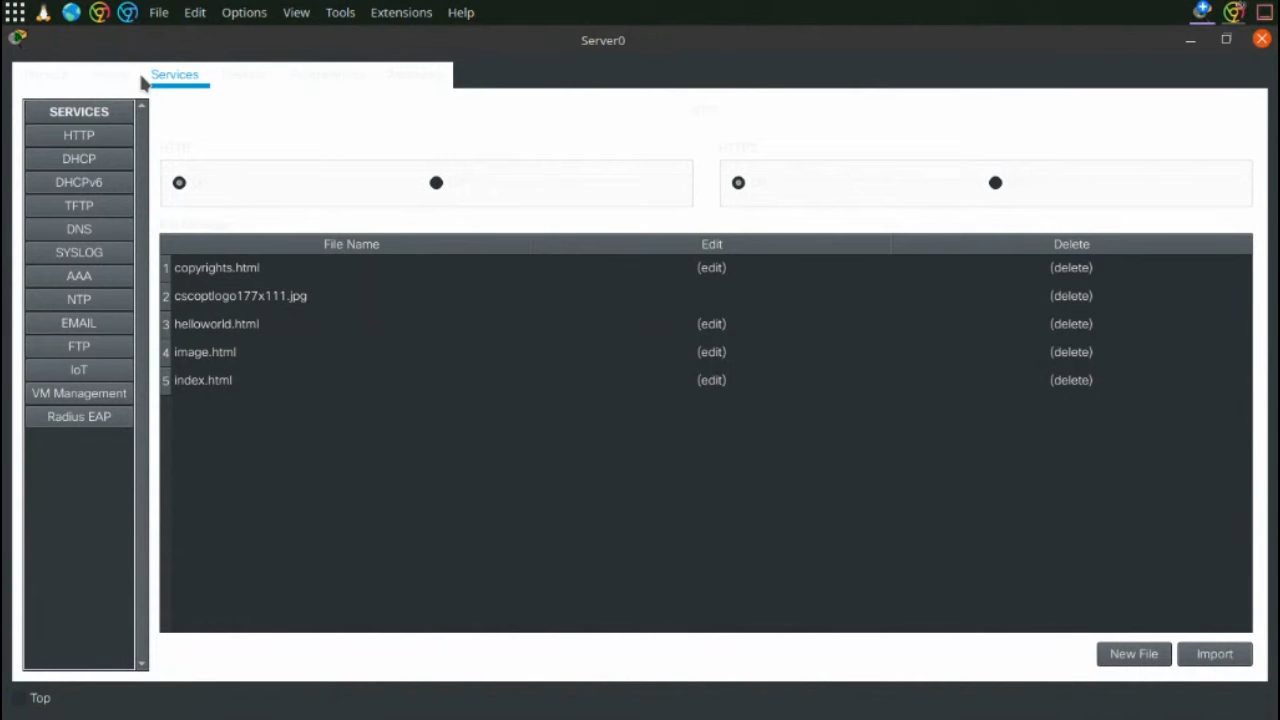 File Edit Options View Tools Extensions Help
Server0
Services
SERVICES
HTTP
DHCP
DHCPv6
TFTP
DNS
SYSLOG
AAA
NTP
EMAIL
FTP
IoT
VM Management
Radius EAP
HTTP
HTTPS
File Name Edit Delete
1 copyrights.html (edit) (delete)
2 cscoptlogo177x111.jpg (delete)
3 helloworld.html (edit) (delete)
4 image.html (edit) (delete)
5 index.html (edit) (delete)
New File Import
Top